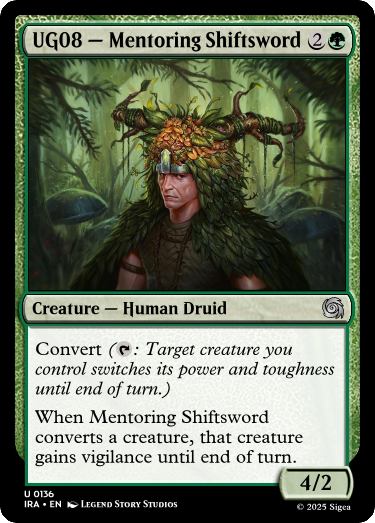 UG08 — Mentoring Shiftsword 2
Creature — Human Druid
Convert (: Target creature you
control switches its power and toughness
until end of turn.)
When Mentoring Shiftsword
converts a creature, that creature
gains vigilance until end of turn.
4/2
U 0136
IRA • EN Legend Story Studios
© 2025 Sigea